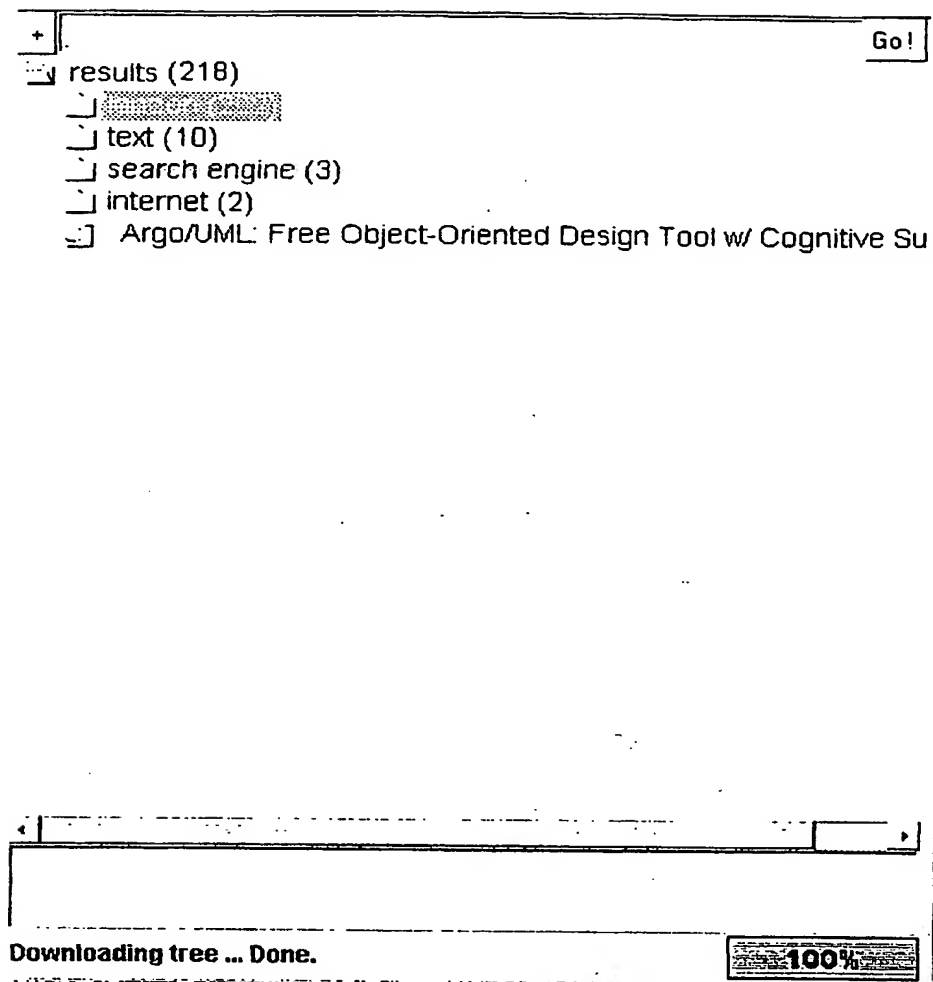 + Go!
results (218)
text (10)
search engine (3)
internet (2)
Argo/UML: Free Object-Oriented Design Tool w/ Cognitive Su
Downloading tree ... Done. 100%